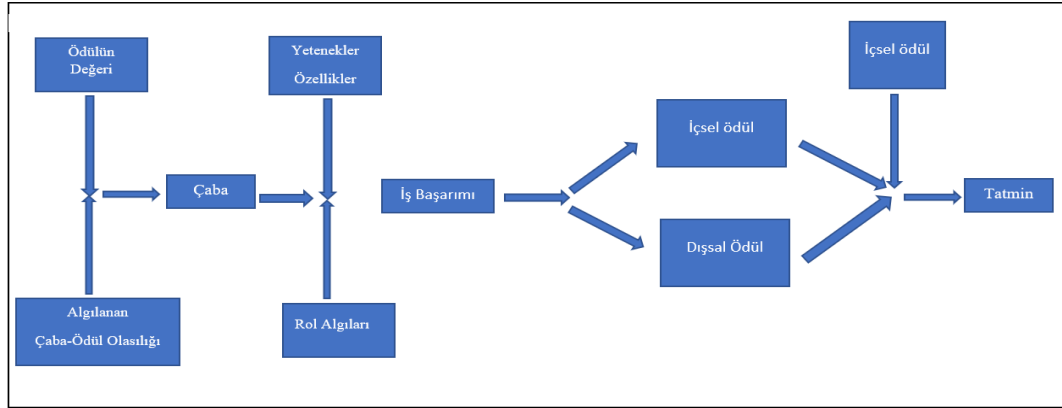 Ödülün
Değeri
Yetenekler
Özellikler
İçsel ödül
İçsel ödül
Çaba
İş Başarımı
Tatmin
Dışsal Ödül
Algılanan
Çaba-Ödül Olasılığı
Rol Algıları